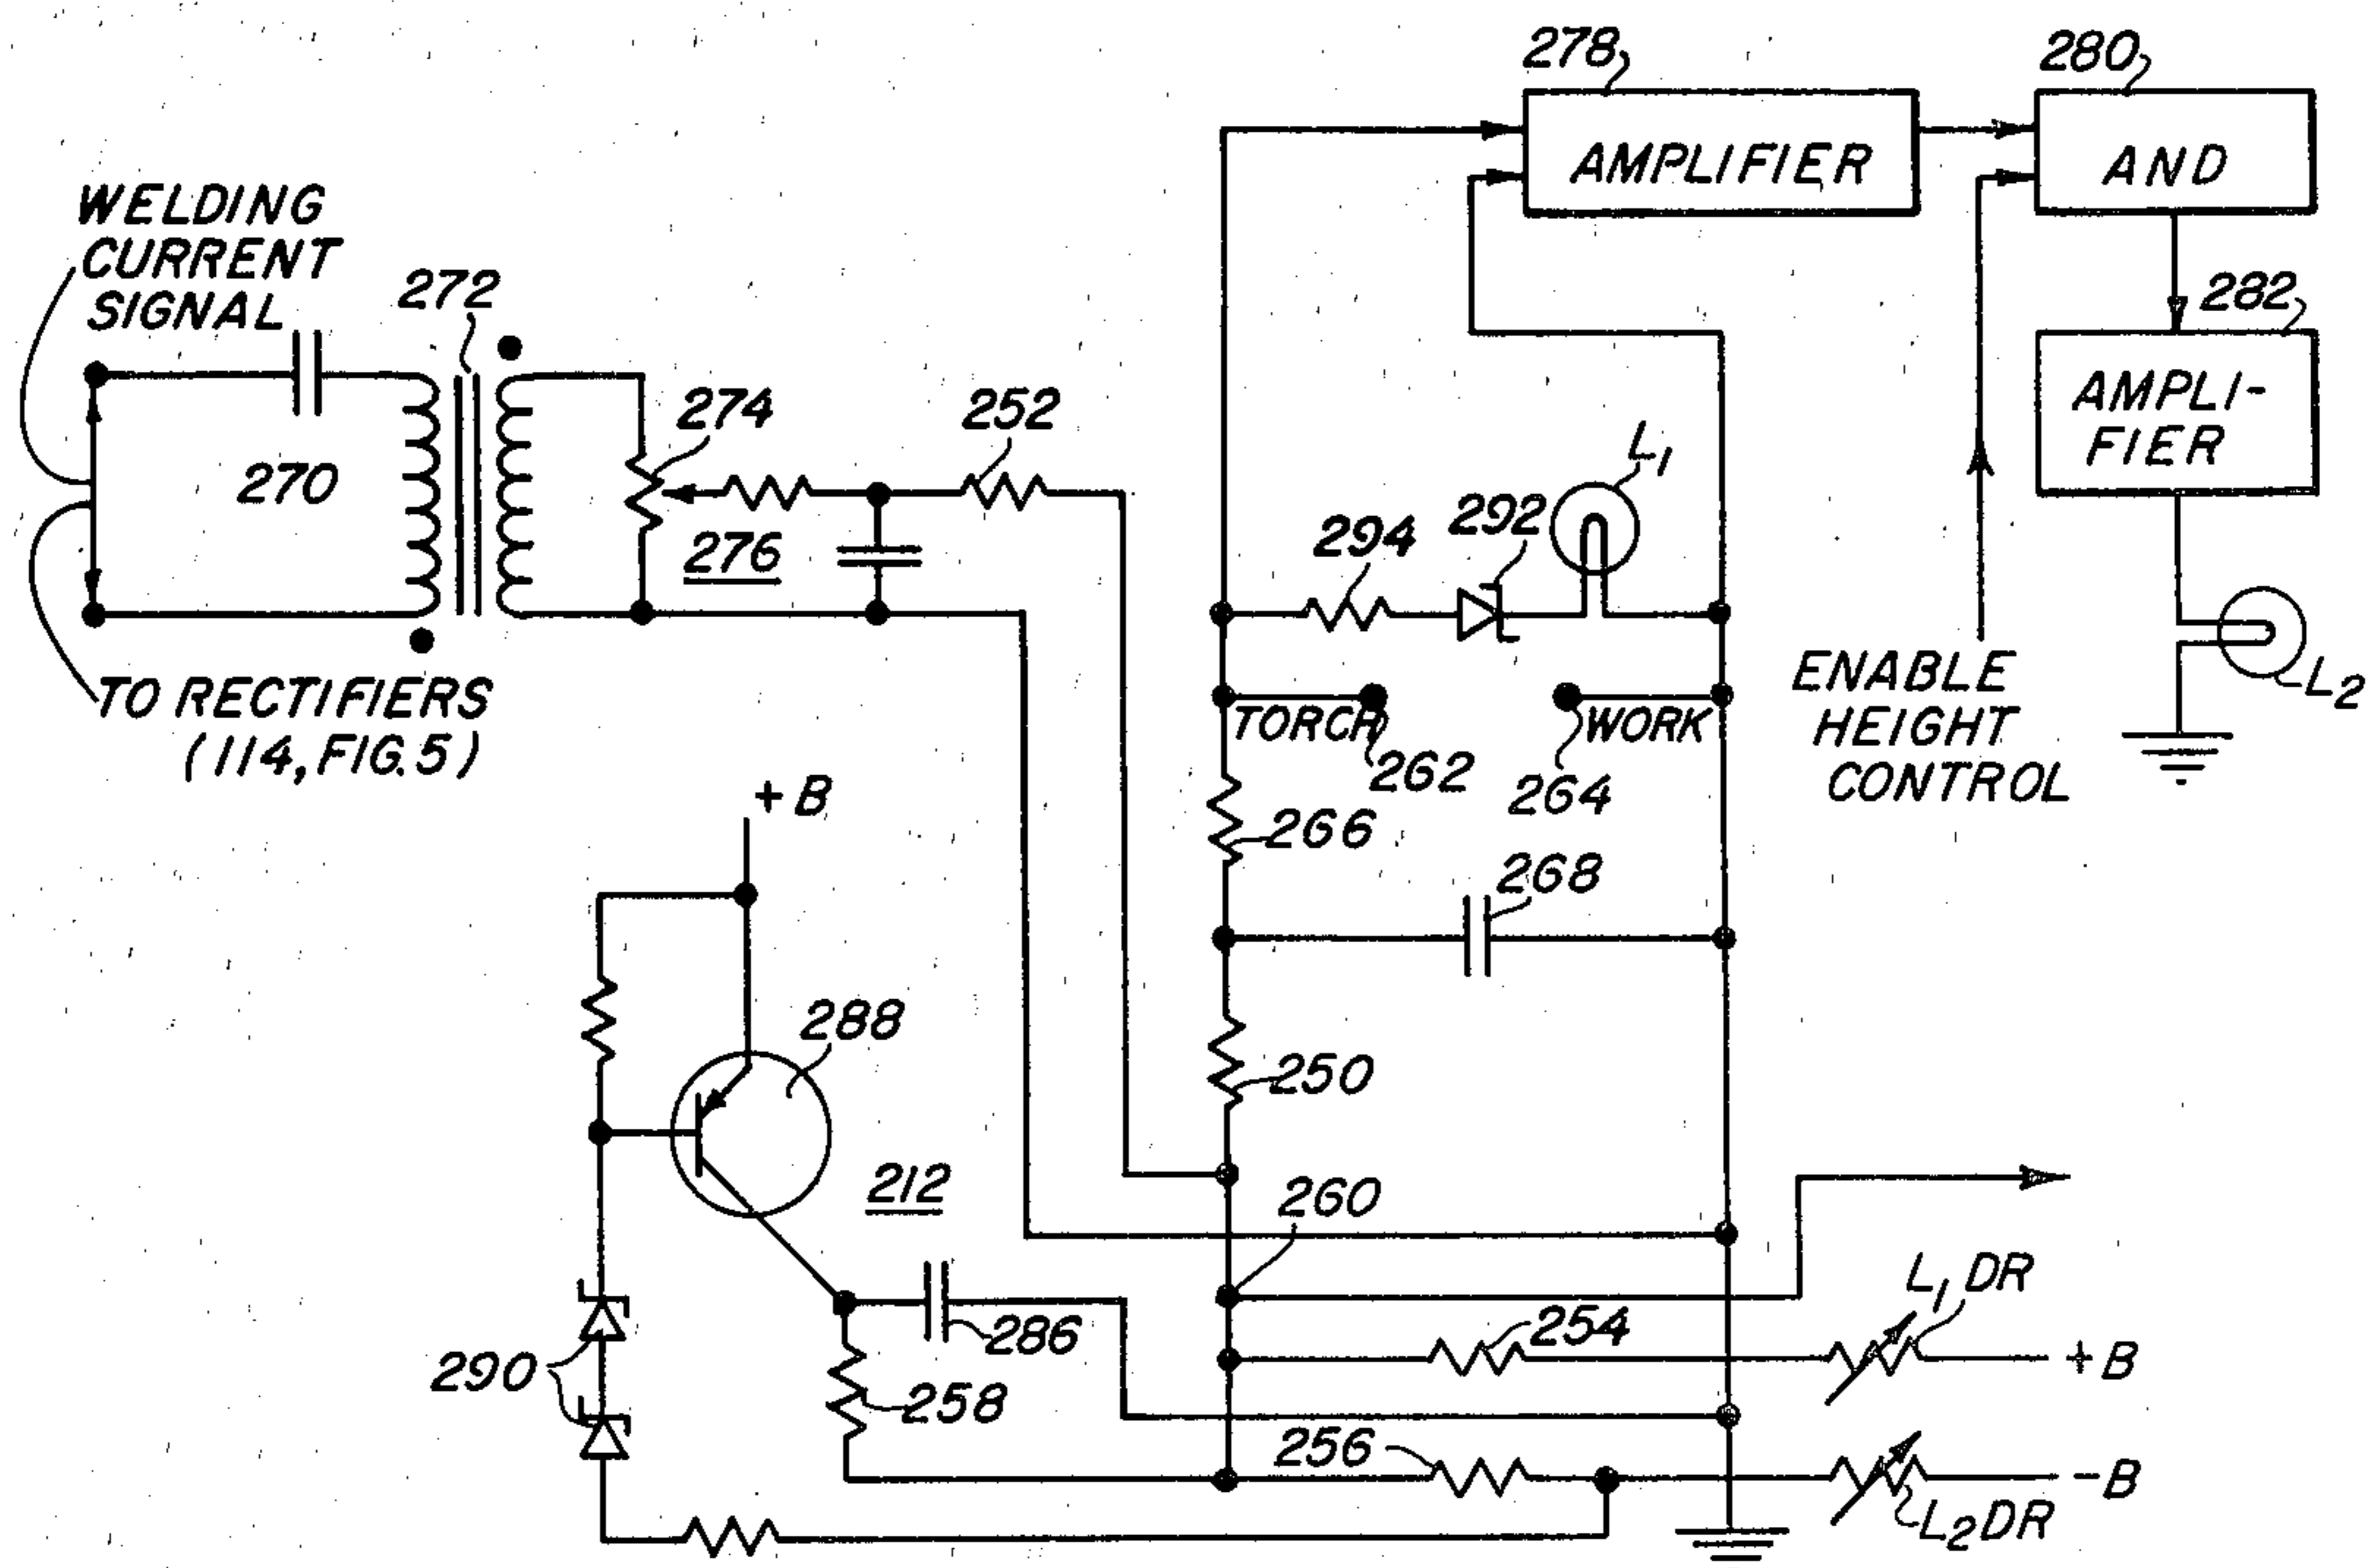 278
280
AMPLIFIER
AND
WELDING
CURRENT
SIGNAL
272
282
AMPLI-
FIER
274
252
L1
270
276
294
292
ENABLE
HEIGHT
CONTROL
L2
TO RECTIFIERS
(114, FIG. 5)
TORCH
262
WORK
264
+B
266
268
288
250
212
260
L1 DR
254
+B
286
290
258
256
-B
L2 DR